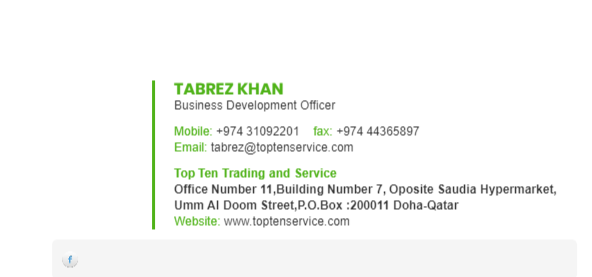 TABREZ KHAN
Business Development Officer
Mobile: +974 31092201 fax: +974 44365897
Email: tabrez@toptenservice.com
Top Ten Trading and Service
Office Number 11,Building Number 7, Oposite Saudia Hypermarket,
Umm Al Doom Street,P.O.Box :200011 Doha-Qatar
Website: www.toptenservice.com
f